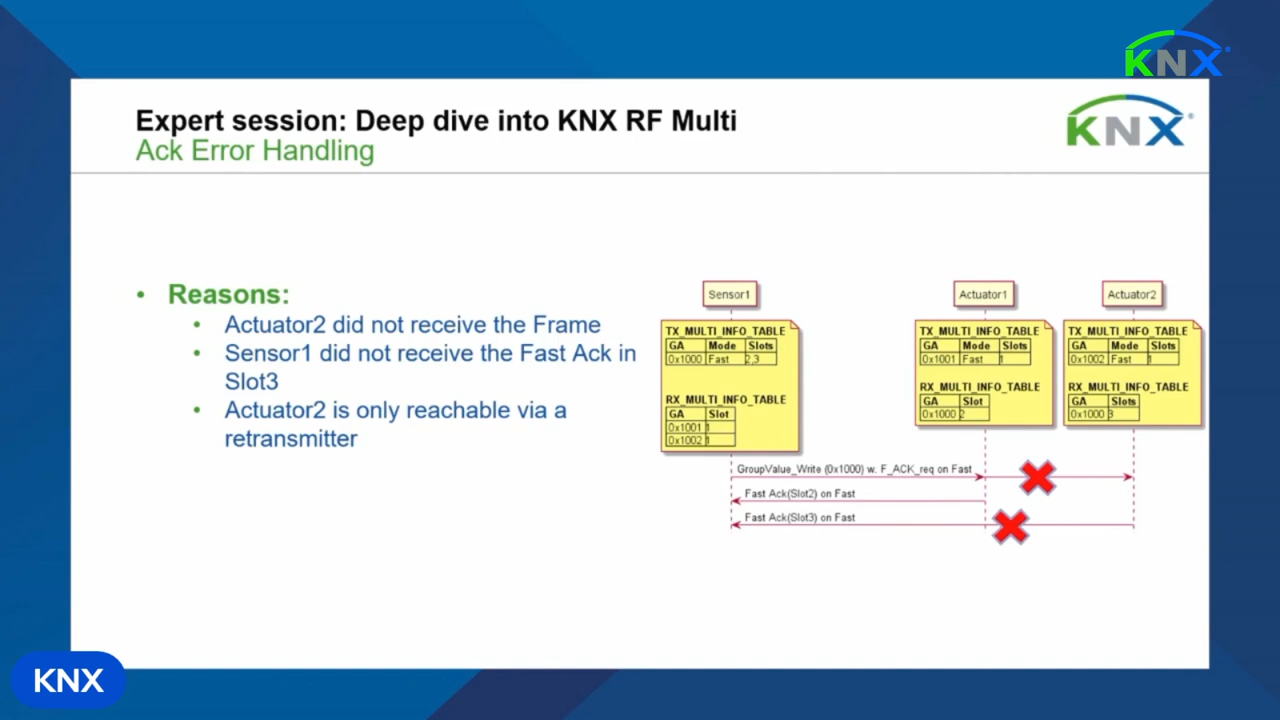 KNX
Expert session: Deep dive into KNX RF Multi
Ack Error Handling
KNX
• Reasons:
• Actuator2 did not receive the Frame
• Sensor1 did not receive the Fast Ack in
Slot3
• Actuator2 is only reachable via a
retransmitter
Sensor1
TX_MULTI_INFO_TABLE
GA Mode Slots
0x1000 Fast 2,3
RX_MULTI_INFO_TABLE
GA Slot
0x1001 1
0x1002 1
Actuator1
TX_MULTI_INFO_TABLE
GA Mode Slots
0x1001 Fast 1
RX_MULTI_INFO_TABLE
GA Slot
0x1000 2
Actuator2
TX_MULTI_INFO_TABLE
GA Mode Slots
0x1002 Fast 1
RX_MULTI_INFO_TABLE
GA Slots
0x1000 3
GroupValue_Write (0x1000) w. F_ACK_req on Fast
Fast Ack(Slot2) on Fast
Fast Ack(Slot3) on Fast
KNX